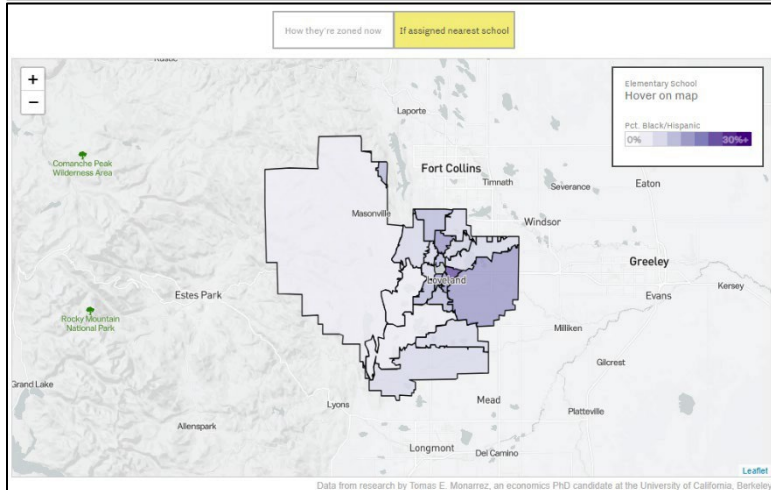 How they're zoned now
If assigned nearest school
+
−
Elementary School
Hover on map
Pct. Black/Hispanic
0% 30%+
Laporte
Comanche Peak
Wilderness Area
Fort Collins
Timnath
Severance
Eaton
Masonville
Windsor
Greeley
Loveland
Kersey
Estes Park
Evans
Rocky Mountain
National Park
Milliken
Gilcrest
Grand Lake
Lyons
Mead
Platteville
Allenspark
Longmont
Del Camino
Leaflet
Data from research by Tomas E. Monarrez, an economics PhD candidate at the University of California, Berkeley